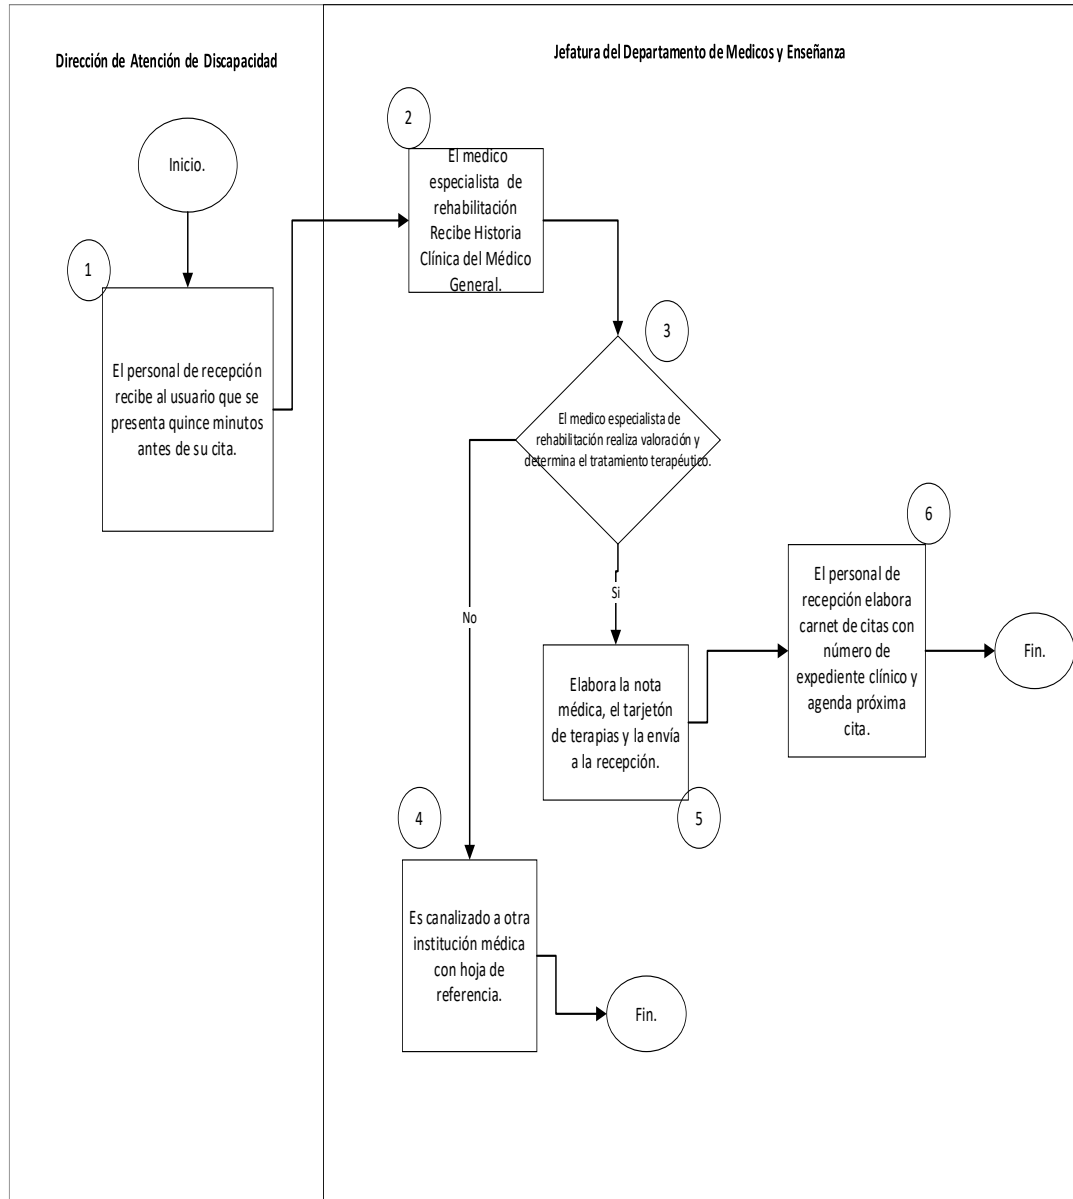 Dirección de Atención de Discapacidad
Jefatura del Departamento de Medicos y Enseñanza
Inicio.
1
El personal de recepción
recibe al usuario que se
presenta quince minutos
antes de su cita.
2
El medico
especialista de
rehabilitación
Recibe Historia
Clínica del Médico
General.
3
El medico especialista de
rehabilitación realiza valoración y
determina el tratamiento terapéutico.
No
Si
4
Es canalizado a otra
institución médica
con hoja de
referencia.
Fin.
5
Elabora la nota
médica, el tarjetón
de terapias y la envía
a la recepción.
6
El personal de
recepción elabora
carnet de citas con
número de
expediente clínico y
agenda próxima
cita.
Fin.